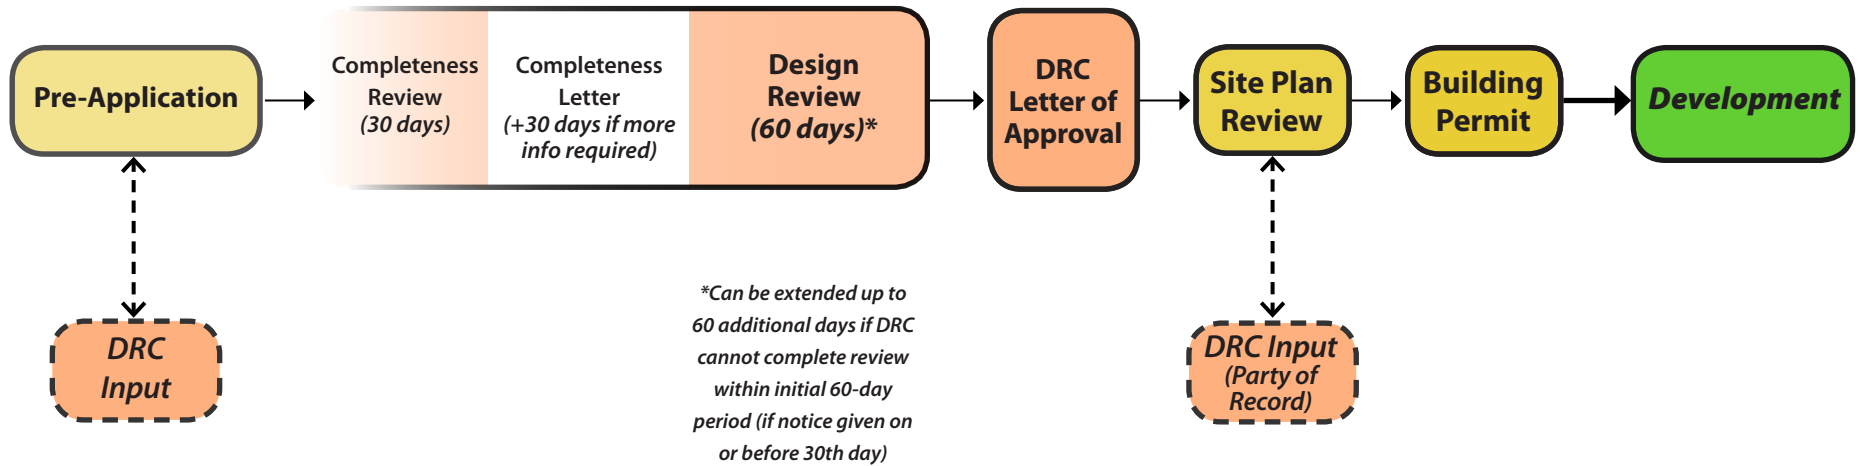 Pre-Application
Completeness
Review
(30 days)
Completeness
Letter
(+30 days if more
info required)
Design
Review
(60 days)*
DRC
Letter of
Approval
Site Plan
Review
Building
Permit
Development
DRC
Input
*Can be extended up to
60 additional days if DRC
cannot complete review
within initial 60-day
period (if notice given on
or before 30th day)
DRC Input
(Party of
Record)